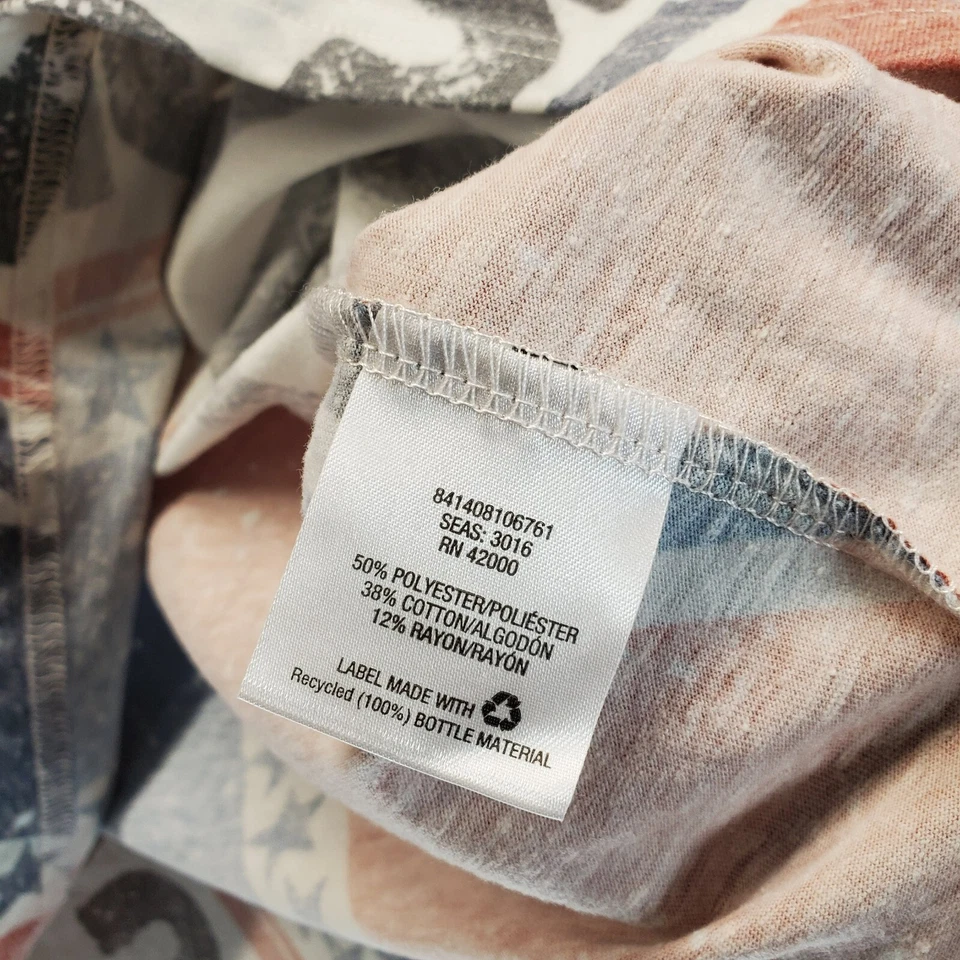 841408106761
SEAS: 3016
RN 42000
50% POLYESTER/POLIÉSTER
38% COTTON/ALGODÓN
12% RAYON/RAYÓN
LABEL MADE WITH
Recycled (100%) BOTTLE MATERIAL